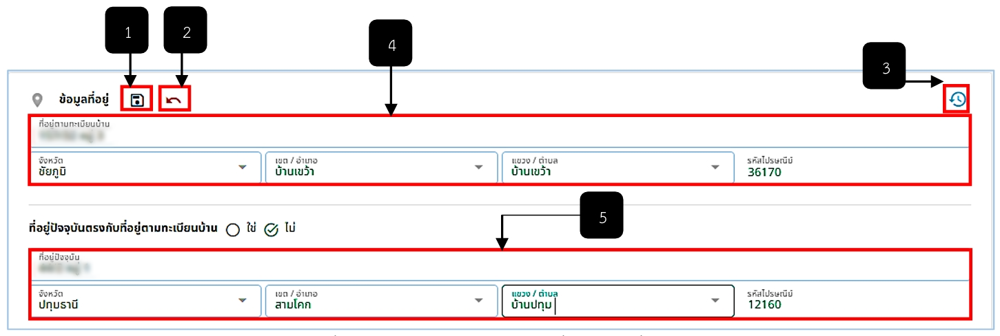 1
2
4
3
ข้อมูลที่อยู่
ที่อยู่ตามทะเบียนบ้าน
จังหวัด เขต / อำเภอ แขวง / ตำบล รหัสไปรษณีย์
ชัยภูมิ บ้านเขว้า บ้านเขว้า 36170
5
ที่อยู่ปัจจุบันตรงกับที่อยู่ตามทะเบียนบ้าน ใช่ ไม่
ที่อยู่ปัจจุบัน
จังหวัด เขต / อำเภอ แขวง / ตำบล รหัสไปรษณีย์
ปทุมธานี สามโคก บ้านปทุม 12160